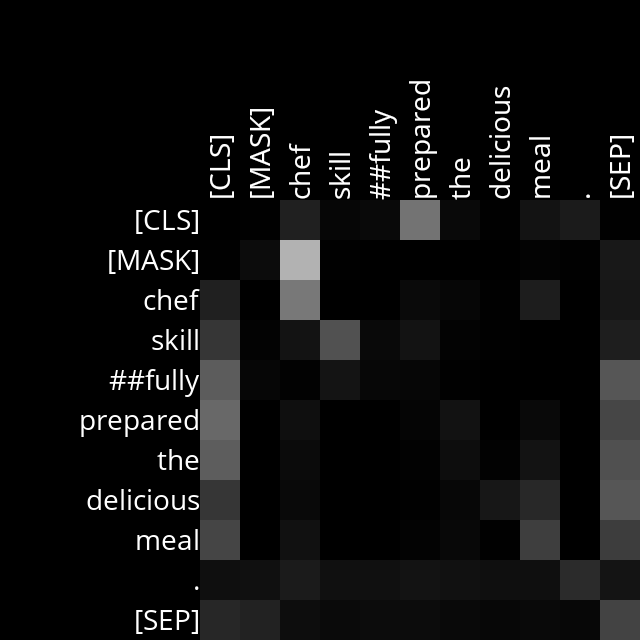 [CLS] [MASK] chef skill ##fully prepared the delicious meal . [SEP]
[CLS]
[MASK]
chef
skill
##fully
prepared
the
delicious
meal
.
[SEP]